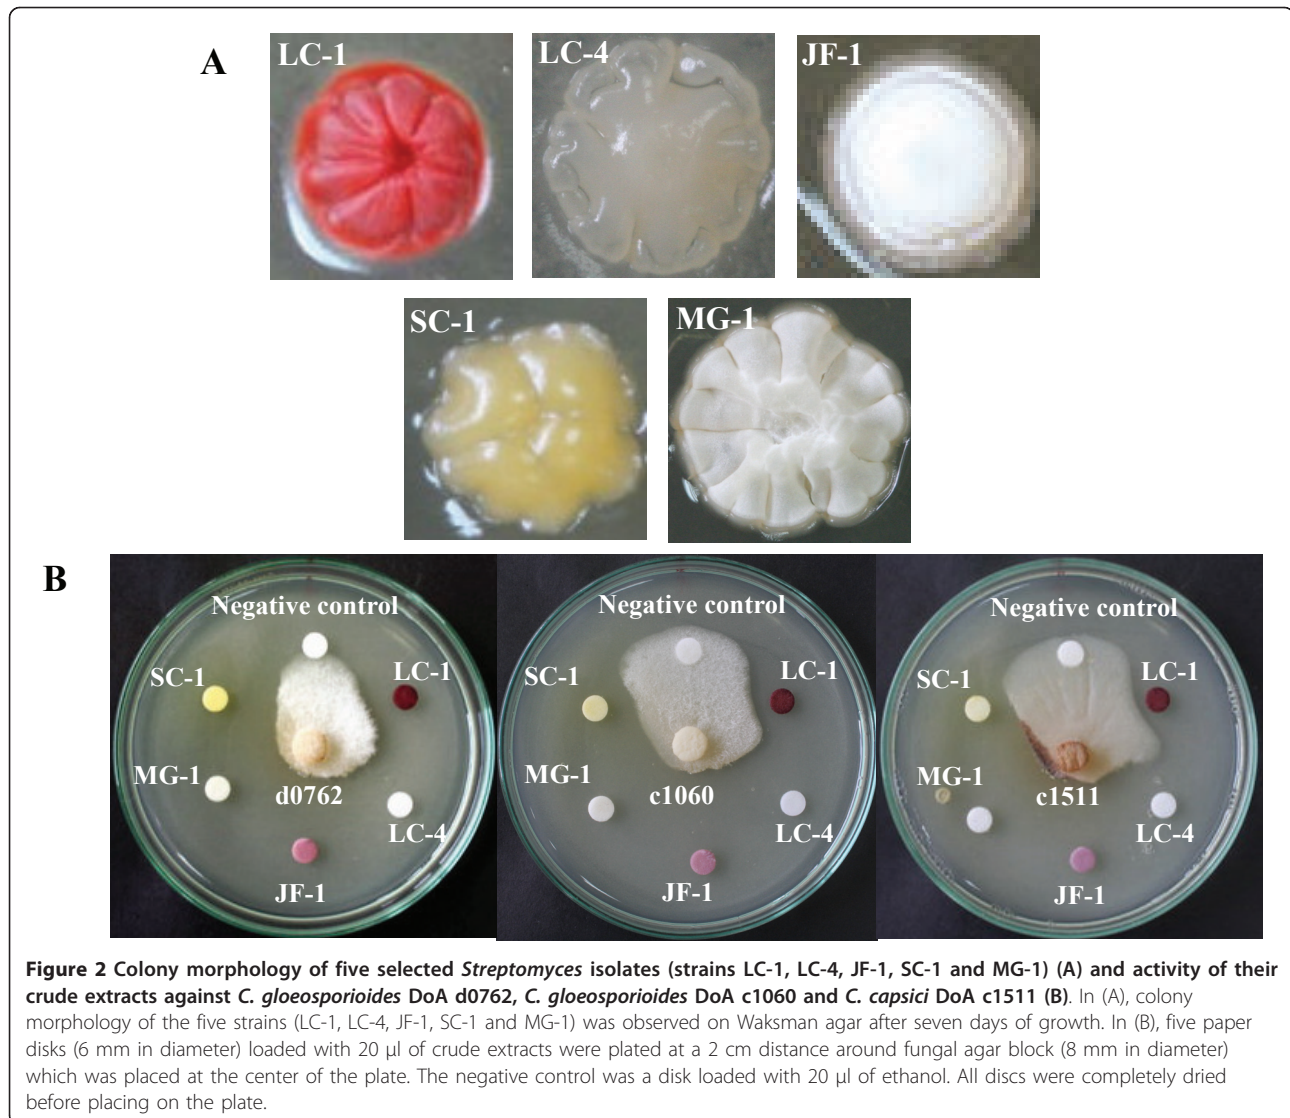 A
LC-1
LC-4
JF-1
SC-1
MG-1
B
Negative control
SC-1
LC-1
MG-1
d0762
LC-4
JF-1
Negative control
SC-1
LC-1
MG-1
c1060
LC-4
JF-1
Negative control
SC-1
LC-1
MG-1
c1511
LC-4
JF-1
Figure 2 Colony morphology of five selected Streptomyces isolates (strains LC-1, LC-4, JF-1, SC-1 and MG-1) (A) and activity of their
crude extracts against C. gloeosporioides DoA d0762, C. gloeosporioides DoA c1060 and C. capsici DoA c1511 (B). In (A), colony
morphology of the five strains (LC-1, LC-4, JF-1, SC-1 and MG-1) was observed on Waksman agar after seven days of growth. In (B), five paper
disks (6 mm in diameter) loaded with 20 μl of crude extracts were plated at a 2 cm distance around fungal agar block (8 mm in diameter)
which was placed at the center of the plate. The negative control was a disk loaded with 20 μl of ethanol. All discs were completely dried
before placing on the plate.